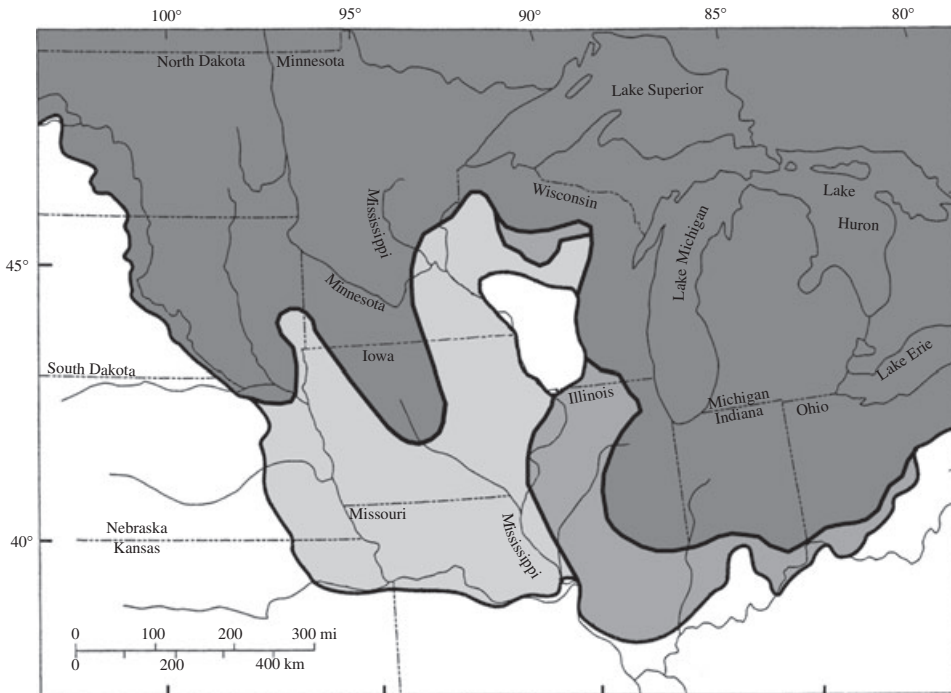 100° 95° 90° 85° 80°
North Dakota Minnesota
Lake Superior
Mississippi
Wisconsin
Lake
Huron
Lake Michigan
45°
Minnesota
Iowa
Lake Erie
South Dakota
Illinois
Michigan
Indiana
Ohio
Missouri
Mississippi
Nebraska
Kansas
40°
0 100 200 300 mi
0 200 400 km